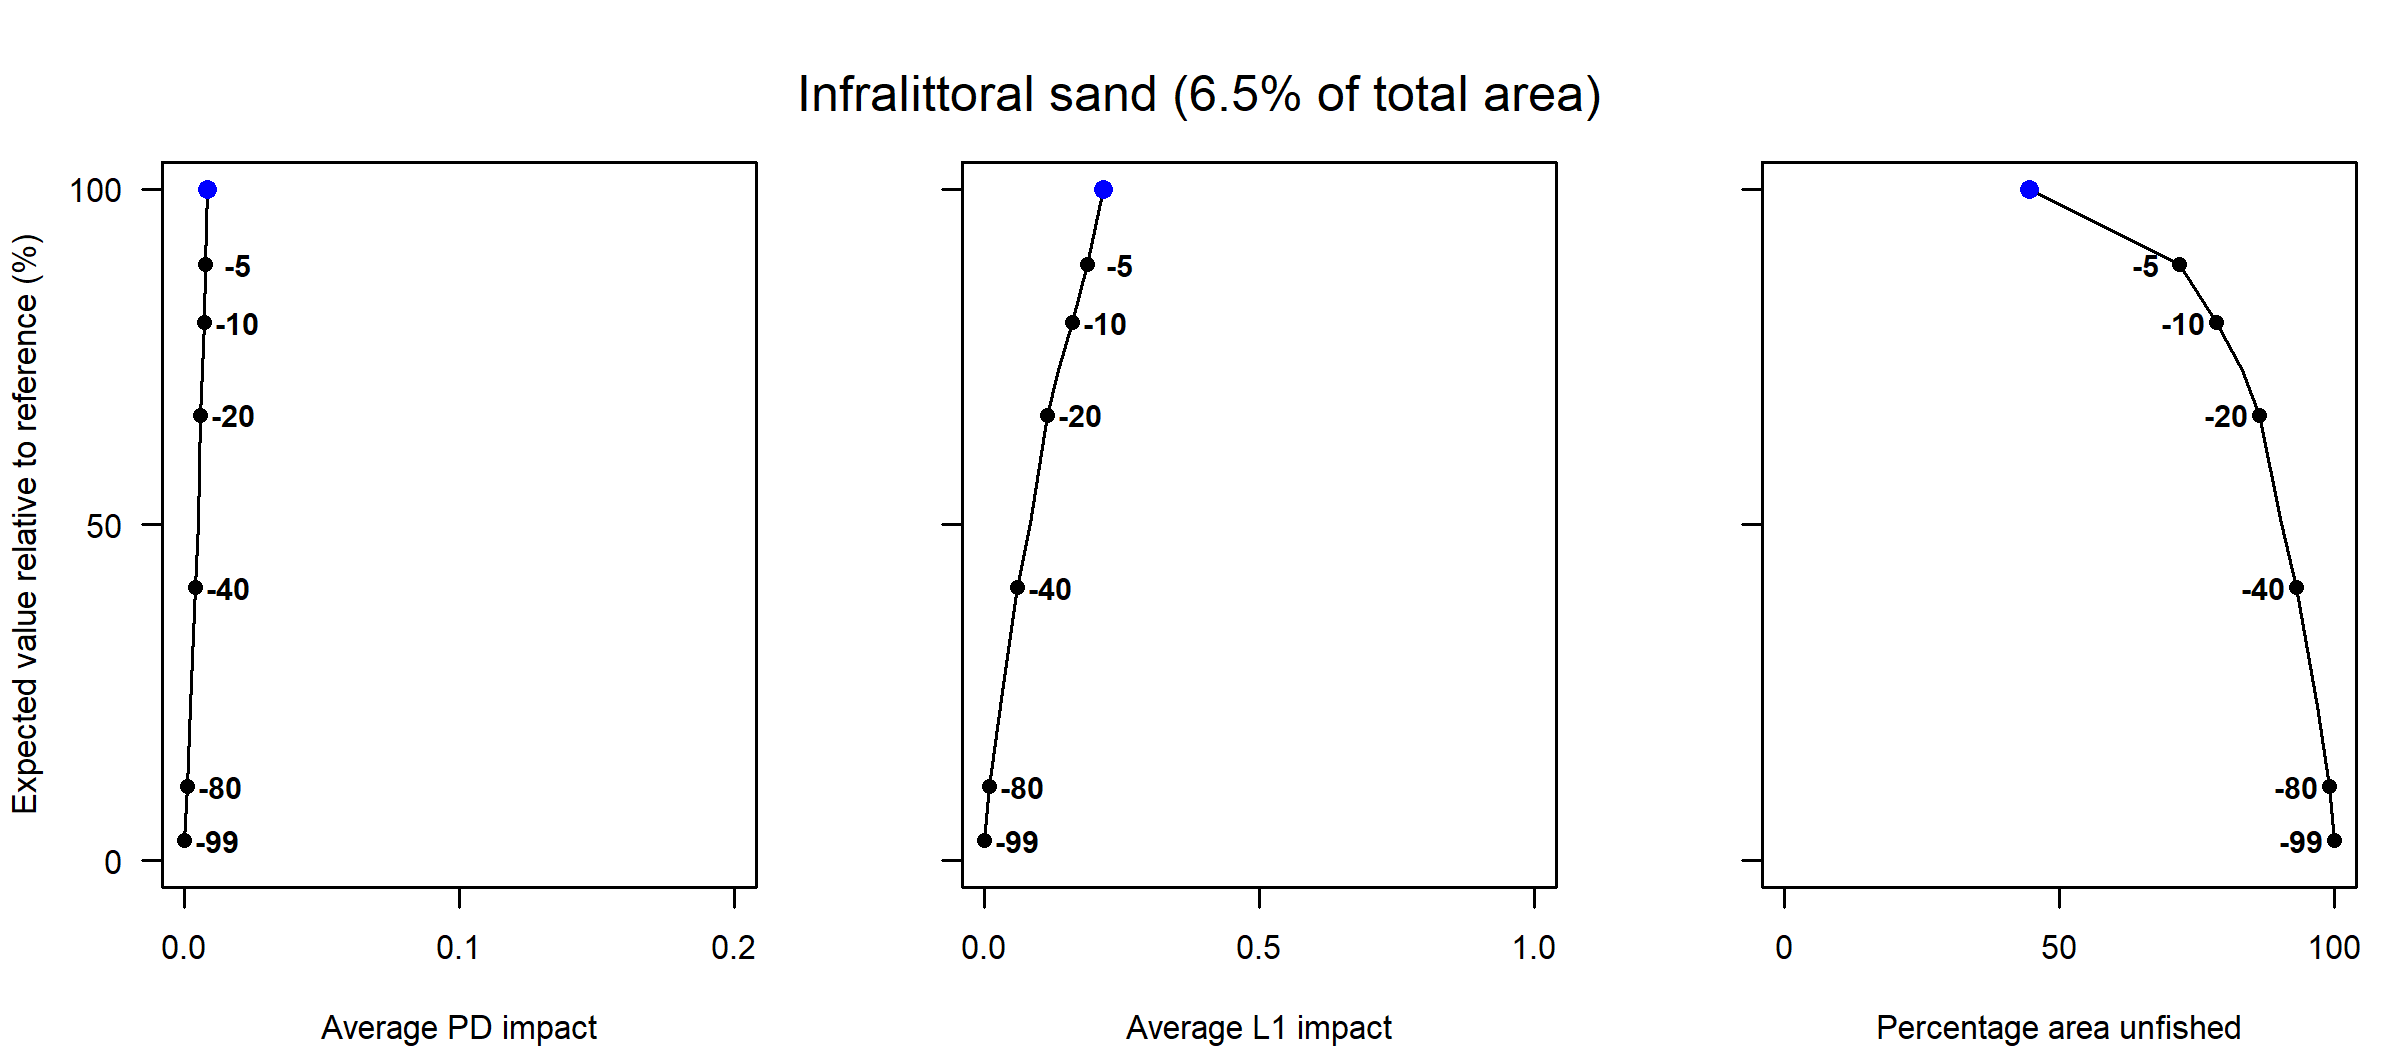 Infralittoral sand (6.5% of total area)
Expected value relative to reference (%)
100
50
0
-5
-10
-20
-40
-80
-99
0.0 0.1 0.2
Average PD impact
-5
-10
-20
-40
-80
-99
0.0 0.5 1.0
Average L1 impact
-5
-10
-20
-40
-80
-99
0 50 100
Percentage area unfished